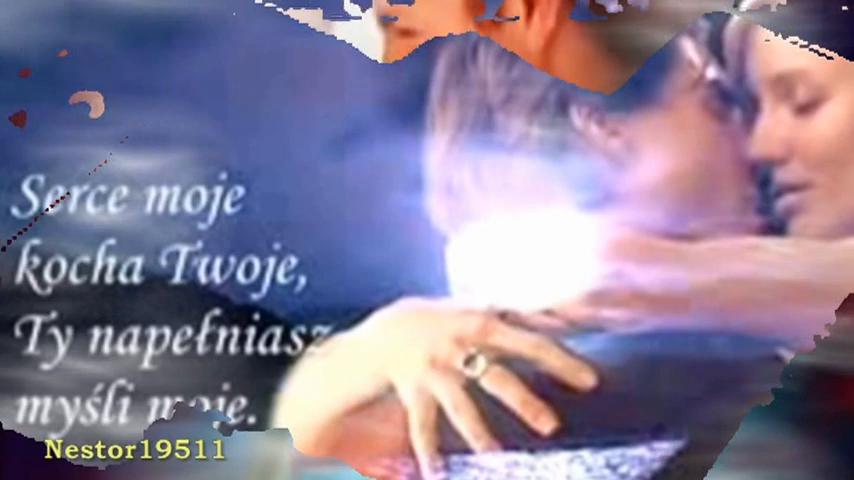 Serce moje
kocha Twoje,
Ty napełniasz
myśli moje.
Nestor19511